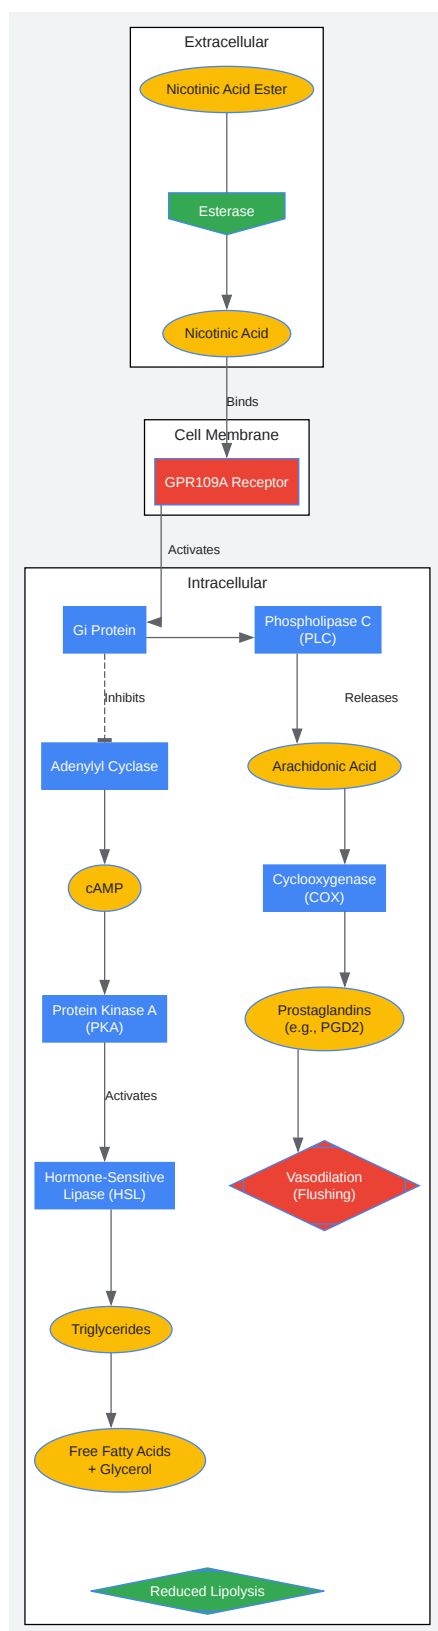 Extracellular
Nicotinic Acid Ester
Esterase
Nicotinic Acid
Binds
Cell Membrane
GPR109A Receptor
Activates
Intracellular
Gi Protein
Phospholipase C
(PLC)
Inhibits
Releases
Adenylyl Cyclase
Arachidonic Acid
cAMP
Cyclooxygenase
(COX)
Protein Kinase A
(PKA)
Prostaglandins
(e.g., PGD2)
Activates
Hormone-Sensitive
Lipase (HSL)
Vasodilation
(Flushing)
Triglycerides
Free Fatty Acids
+ Glycerol
Reduced Lipolysis